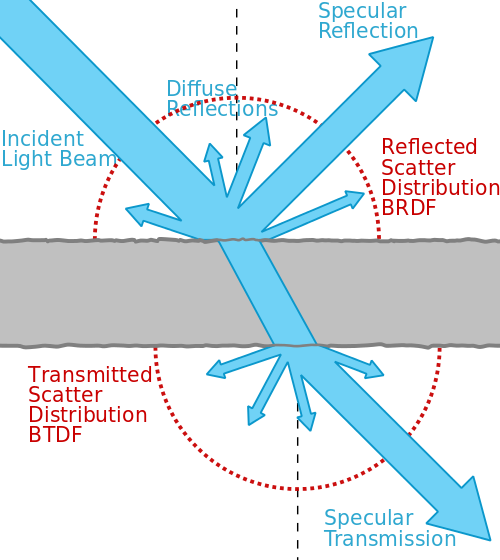 Specular
Reflection
Diffuse
Reflections
Incident
Light Beam
Reflected
Scatter
Distribution
BRDF
Transmitted
Scatter
Distribution
BTDF
Specular
Transmission